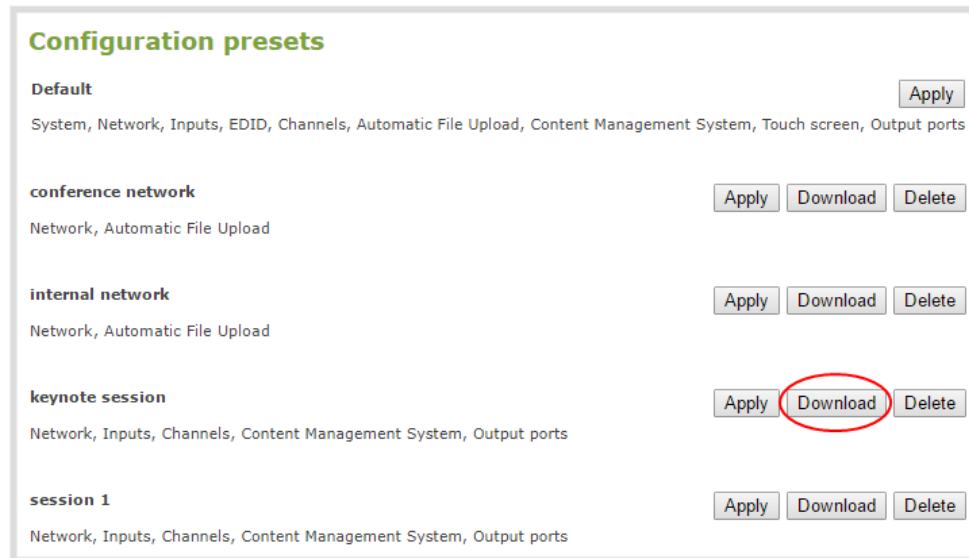 Configuration presets
Default
Apply
System, Network, Inputs, EDID, Channels, Automatic File Upload, Content Management System, Touch screen, Output ports
conference network
Apply Download Delete
Network, Automatic File Upload
internal network
Apply Download Delete
Network, Automatic File Upload
keynote session
Apply Download Delete
Network, Inputs, Channels, Content Management System, Output ports
session 1
Apply Download Delete
Network, Inputs, Channels, Content Management System, Output ports